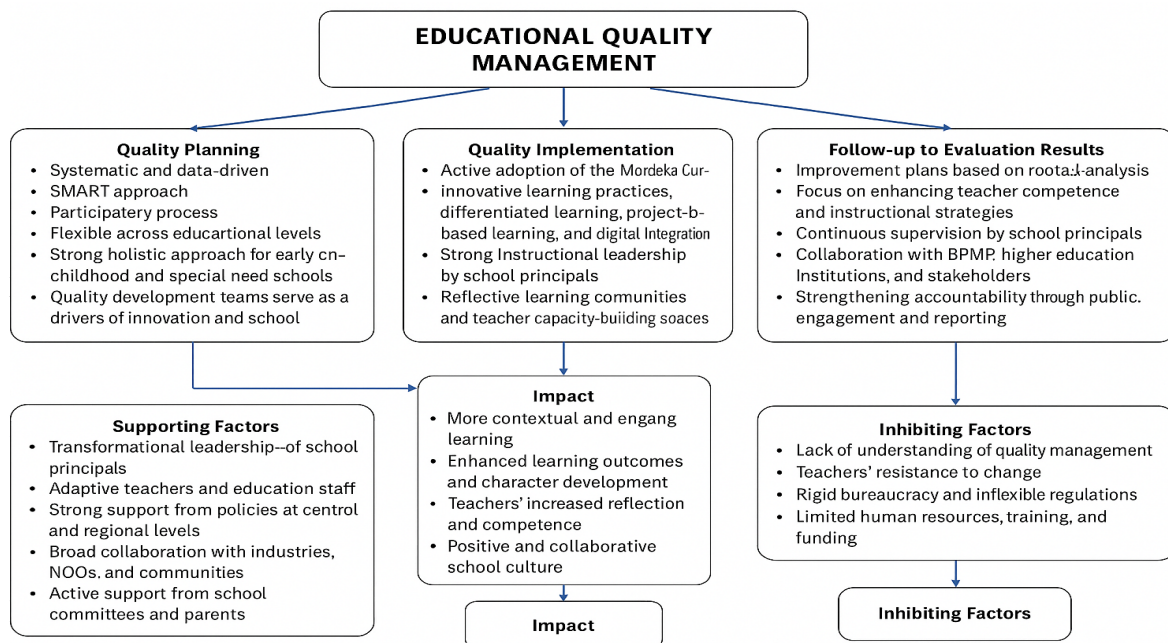 EDUCATIONAL QUALITY
MANAGEMENT
Quality Planning
• Systematic and data-driven
• SMART approach
• Participatery process
• Flexible across educartional levels
• Strong holistic approach for early cn–
childhood and special need schools
• Quality development teams serve as a
drivers of innovation and school
Quality Implementation
• Active adoption of the Mordeka Cur-
• innovative learning practices,
differentiated learning, project-b-
based learning, and digital Integration
• Strong Instructional leadership
by school principals
• Reflective learning comunities
and teacher capacity-buiiding soaces
Follow-up to Evaluation Results
• Improvement plans based on analysis
• Focus on enhancing teacher competence
and instructional strategies
• Continuous supervision by school principals
• Collaboration with BPMP. higher education
Institutions, and stakeholders
• Strengthening accountability through public.
engagement and reporting
Supporting Factors
• Transformational leadership--of school
principals
• Adaptive teachers and education staff
• Strong support from policies at central
and regional levels
• Broad collaboration with industries,
NOOs. and communities
• Active support from school
committees and parents
Impact
• More contextual and engang
learning
• Enhanced learning outcomes
and character development
• Teachers' increased reflection
and competence
• Positive and collaborative
school culture
Impact
Inhibiting Factors
• Lack of understanding of quality management
• Teachers' resistance to change
• Rigid bureaucracy and inflexible regulations
• Limited human resources, training, and
funding
Inhibiting Factors